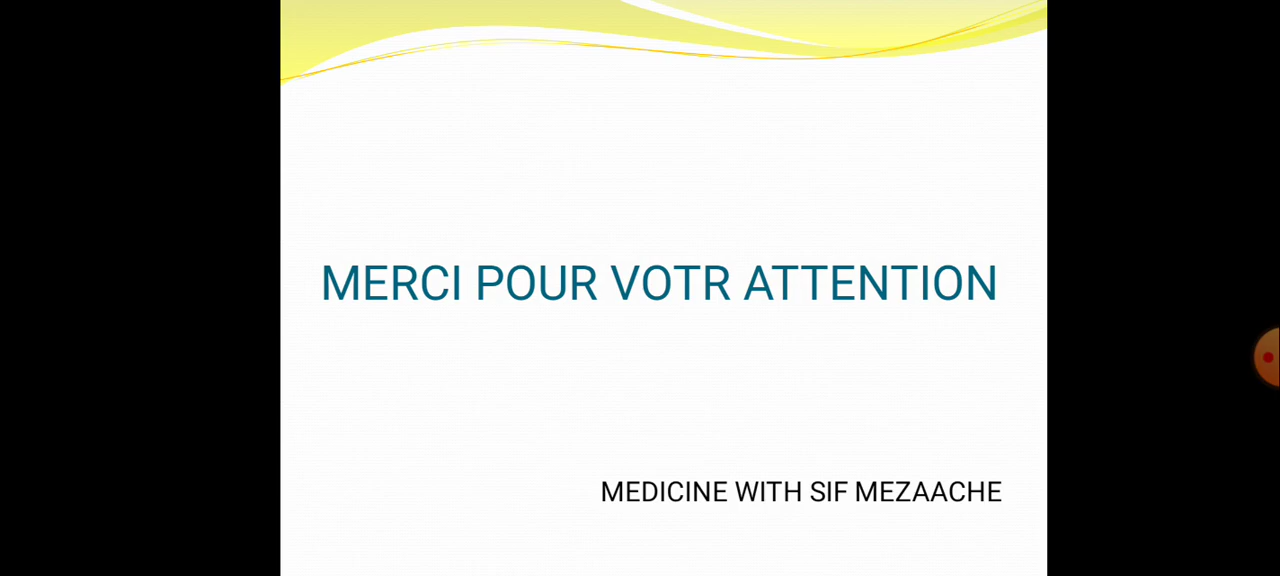 MERCI POUR VOTR ATTENTION
MEDICINE WITH SIF MEZAACHE